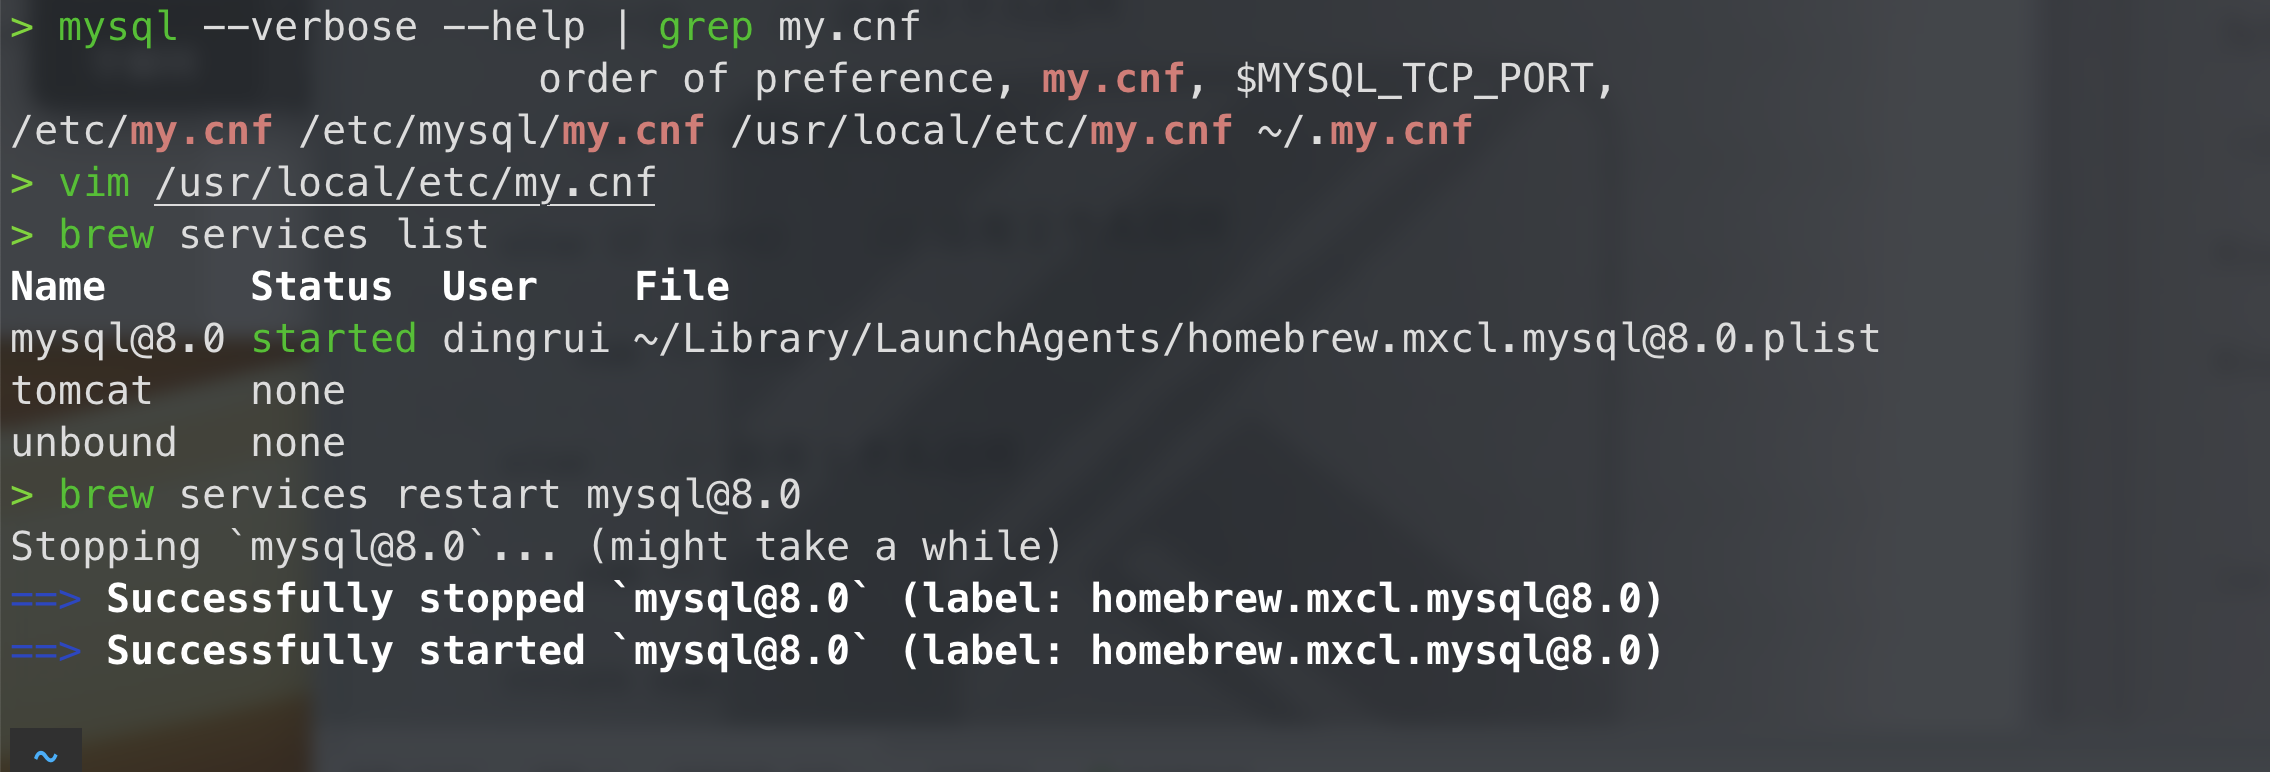 > mysql --verbose --help | grep my.cnf
                      order of preference, my.cnf, $MYSQL_TCP_PORT,
/etc/my.cnf /etc/mysql/my.cnf /usr/local/etc/my.cnf ~/.my.cnf
> vim /usr/local/etc/my.cnf
> brew services list
Name      Status  User    File
mysql@8.0 started dingrui ~/Library/LaunchAgents/homebrew.mxcl.mysql@8.0.plist
tomcat    none
unbound   none
> brew services restart mysql@8.0
Stopping `mysql@8.0`... (might take a while)
==> Successfully stopped `mysql@8.0` (label: homebrew.mxcl.mysql@8.0)
==> Successfully started `mysql@8.0` (label: homebrew.mxcl.mysql@8.0)
~